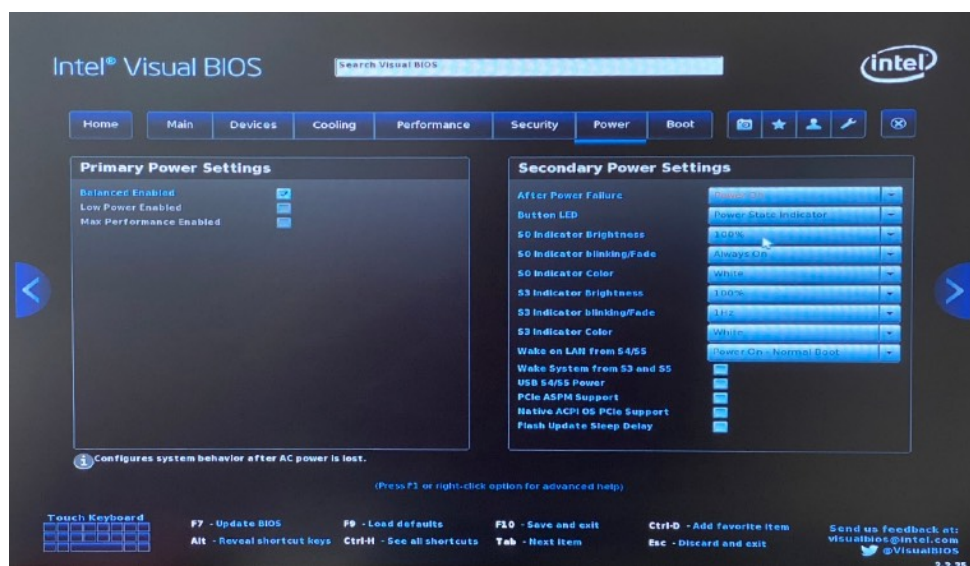 Intel® Visual BIOS
Search Visual BIOS
intel
Home
Main
Devices
Cooling
Performance
Security
Power
Boot
Primary Power Settings
Balanced Enabled
Low Power Enabled
Max Performance Enabled
Secondary Power Settings
After Power Failure
Button LED Power State Indicator
S0 Indicator Brightness 100%
S0 Indicator blinking/Fade Always On
S0 Indicator Color White
S3 Indicator Brightness 100%
S3 Indicator blinking/Fade 1Hz
S3 Indicator Color White
Wake on LAN from S4/S5 Power On - Normal Boot
Wake System from S3 and S5
USB S4/S5 Power
PCIe ASPM Support
Native ACPI OS PCIe Support
Flash Update Sleep Delay
Configures system behavior after AC power is lost.
(Press F1 or right-click option for advanced help)
Touch Keyboard
F7 - Update BIOS
F9 - Load defaults
F10 - Save and exit
Ctrl-D - Add favorite item
Alt - Reveal shortcut keys
Ctrl-H - See all shortcuts
Tab - Next item
Esc - Discard and exit
Send us feedback at:
visualbios@intel.com
@VisualBIOS